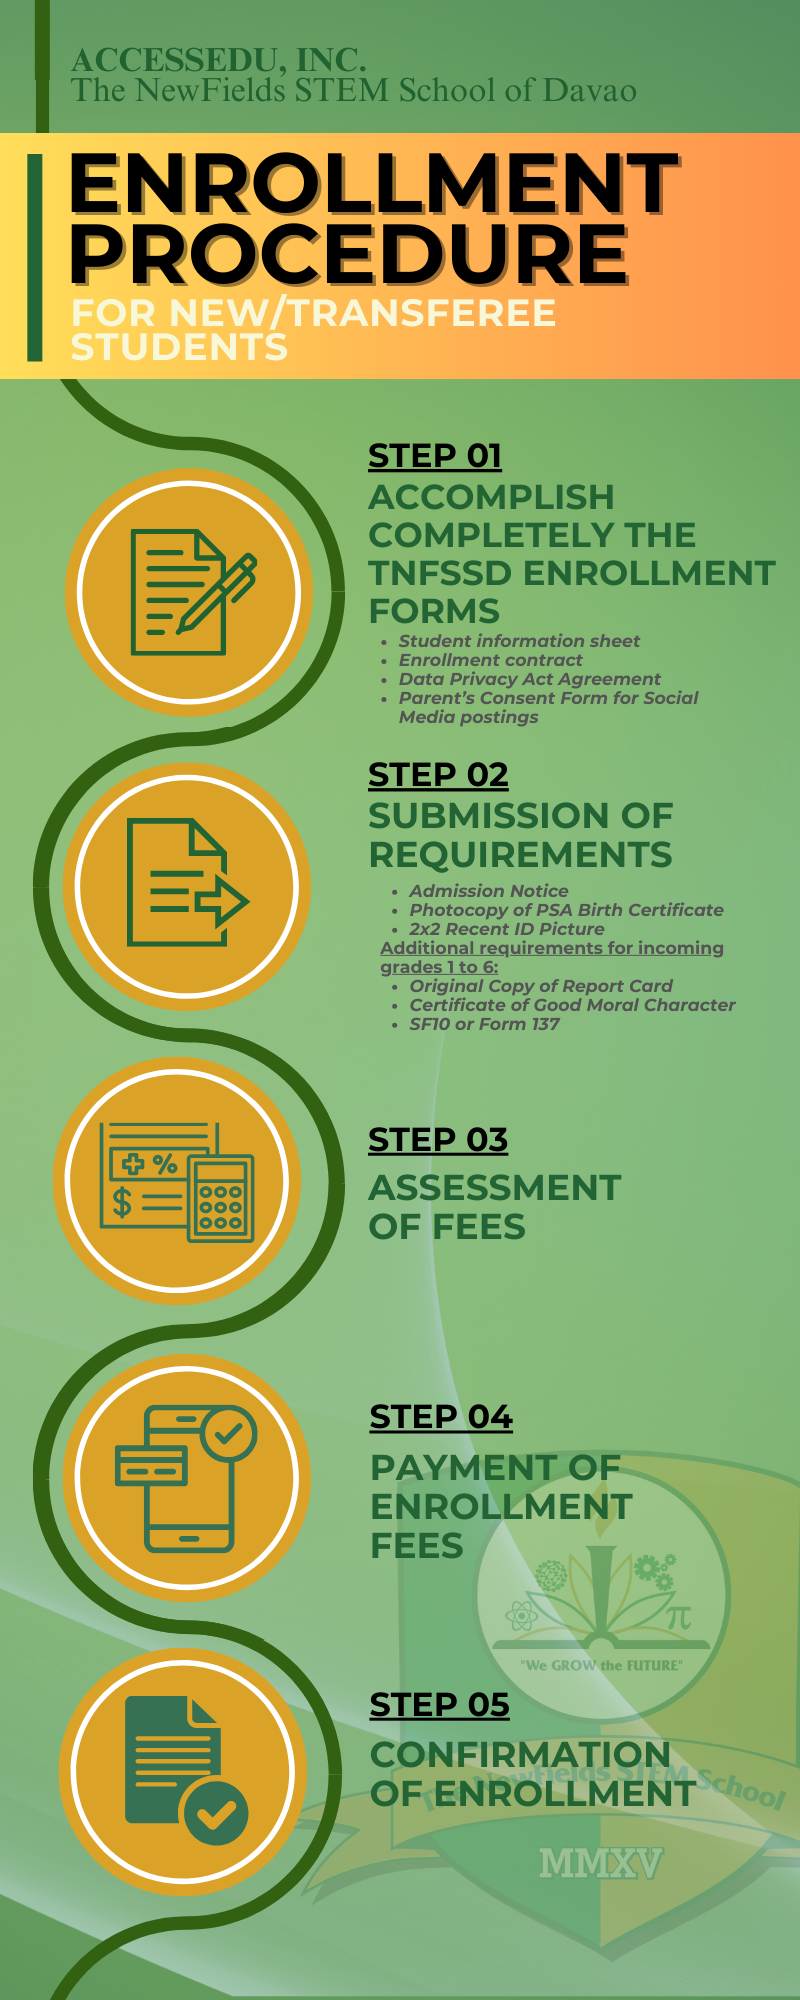 ACCESSEDU, INC.
The NewFields STEM School of Davao
ENROLLMENT
PROCEDURE
FOR NEW/TRANSFEREE
STUDENTS
STEP 01
ACCOMPLISH
COMPLETELY THE
TNFSSD ENROLLMENT
FORMS
• Student information sheet
• Enrollment contract
• Data Privacy Act Agreement
• Parent's Consent Form for Social
Media postings
STEP 02
SUBMISSION OF
REQUIREMENTS
• Admission Notice
• Photocopy of PSA Birth Certificate
• 2x2 Recent ID Picture
Additional requirements for incoming
grades 1 to 6:
• Original Copy of Report Card
• Certificate of Good Moral Character
• SF10 or Form 137
+ %
$
STEP 03
ASSESSMENT
OF FEES
STEP 04
PAYMENT OF
ENROLLMENT
FEES
π
"We GROW the FUTURE"
STEP 05
CONFIRMATION
OF ENROLLMENT
The Newfields STEM School
MMXV